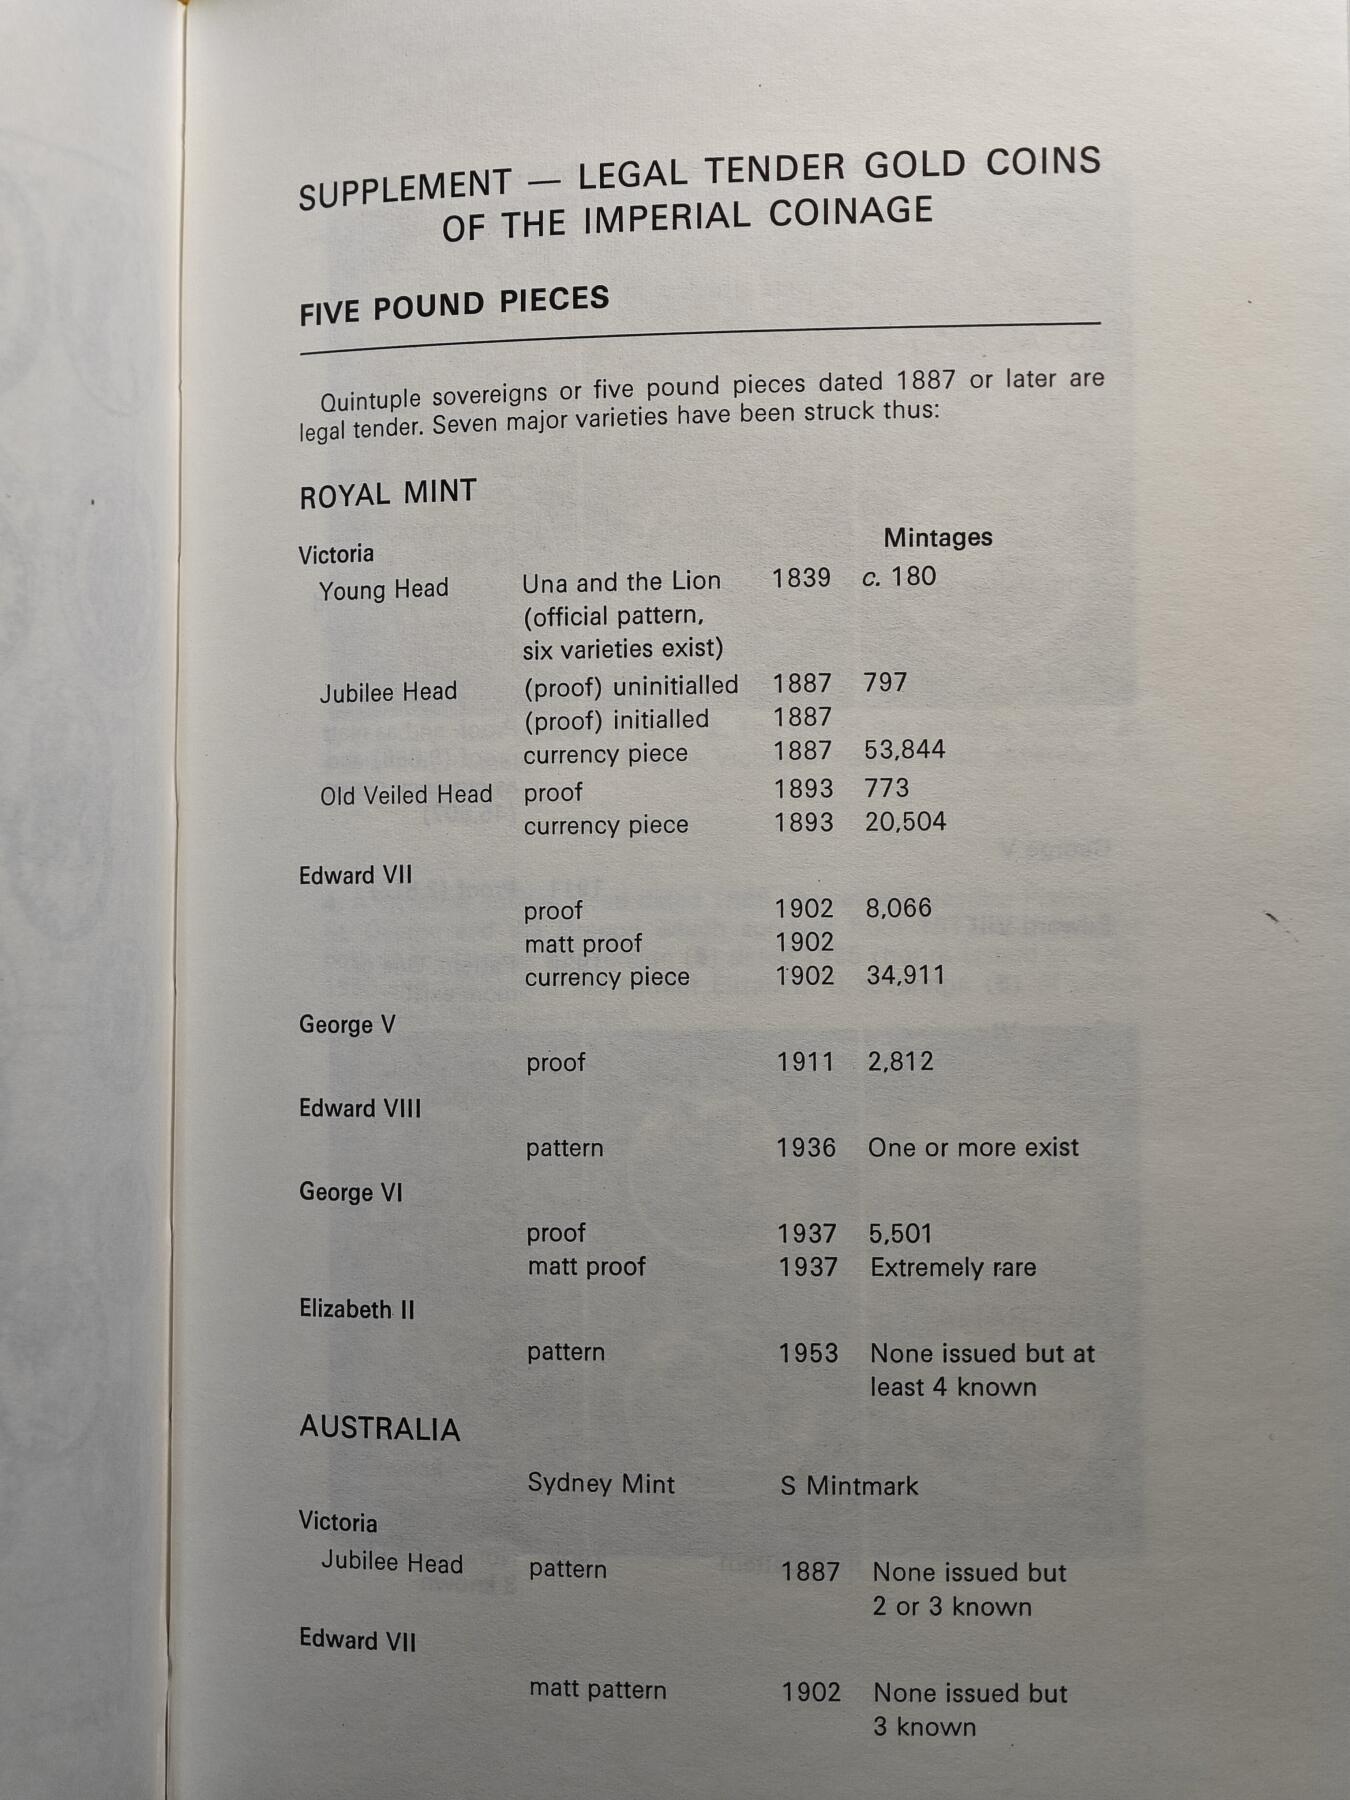 SUPPLEMENT — LEGAL TENDER GOLD COINS
OF THE IMPERIAL COINAGE
FIVE POUND PIECES
Quintuple sovereigns or five pound pieces dated 1887 or later are
legal tender. Seven major varieties have been struck thus:
ROYAL MINT
Mintages
Victoria
Young Head Una and the Lion 1839 c. 180
(official pattern,
six varieties exist)
Jubilee Head (proof) uninitialled 1887 797
(proof) initialled 1887
currency piece 1887 53,844
Old Veiled Head proof 1893 773
currency piece 1893 20,504
Edward VII
proof 1902 8,066
matt proof 1902
currency piece 1902 34,911
George V
proof 1911 2,812
Edward VIII
pattern 1936 One or more exist
George VI
proof 1937 5,501
matt proof 1937 Extremely rare
Elizabeth II
pattern 1953 None issued but at
least 4 known
AUSTRALIA
Sydney Mint S Mintmark
Victoria
Jubilee Head pattern 1887 None issued but
2 or 3 known
Edward VII
matt pattern 1902 None issued but
3 known